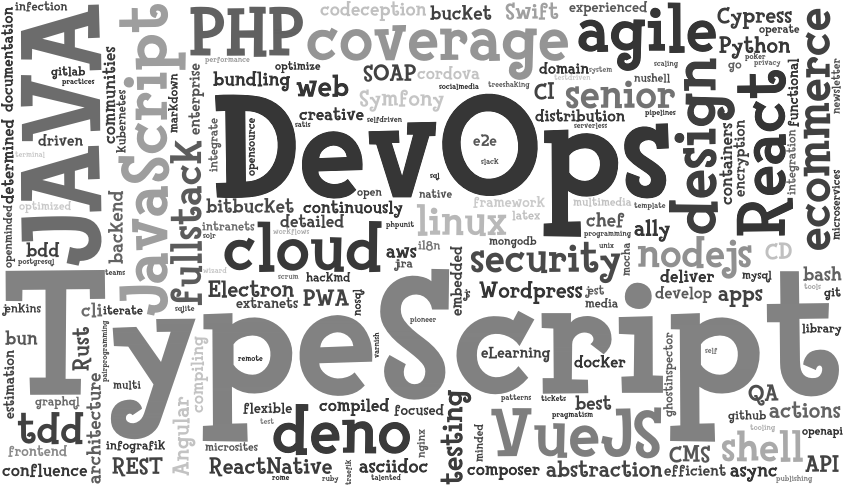 infection
codeception
bucket
Swift
experienced
Cypress
operate
PHP
coverage
agile
Python
performance
JAVA
JavaScript
documentation
determined
openminded
gitlab
practices
communities
kubernetes
markdown
enterprise
bundling
optimize
web
SOAP
cordova
socialmedia
treeshaking
testdriven
domain
system
scaling
nushell
go
poker
privacy
functional
ecommerce
newsletter
Symfony
CI
senior
pipelines
creative
satis
selfdriven
distribution
serverless
design
containers
encryption
React
integration
microservices
driven
terminal
integrate
opensource
DevOps
e2e
slack
sql
optimized
fullstack
open
native
framework
latex
multimedia
template
bitbucket
continuously
phpunit
intranets
detailed
workflows
linux
chef
programming
ally
backend
bdd
postgresql
solr
cloud
aws
i18n
jira
mongodb
security
unix
mocha
nodejs
CD
teams
wizard
scrum
hackmd
embedded
deliver
mysql
bash
tools
jenkins
cli
iterate
sqlite
Electron
extranets
PWA
nosql
git
Wordpress
jest
media
develop
apps
git
TypeScript
pioneer
library
bun
Rust
pairprogramming
compiling
remote
varnish
eLearning
docker
self
ghostinspector
estimation
multi
graphql
architecture
Angular
flexible
test
compiled
focused
patterns
tickets
best
pragmatism
QA
github
actions
tdd
infografik
deno
nginx
testing
minded
VueJS
tooling
openapi
frontend
microsites
CMS
shell
confluence
REST
ReactNative
rome
ruby
traefik
asciidoc
talented
composer
abstraction
efficient
async
publishing
API